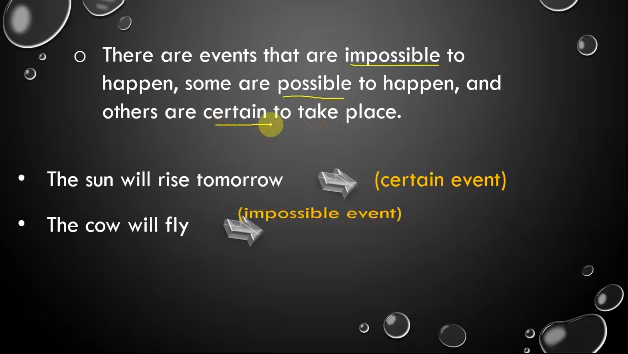 There are events that are impossible to
happen, some are possible to happen, and
others are certain to take place.
The sun will rise tomorrow (certain event)
The cow will fly (impossible event)